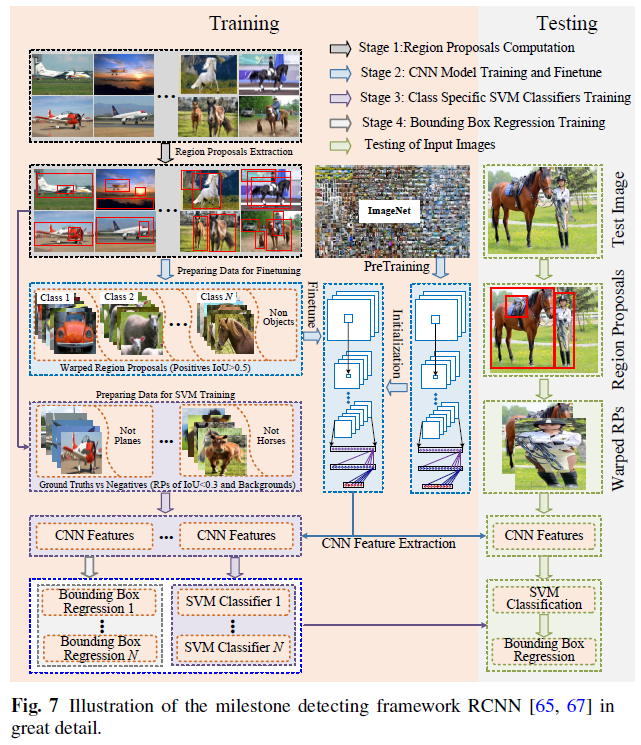 Training
Testing
Stage 1:Region Proposals Computation
Stage 2: CNN Model Training and Finetune
Stage 3: Class Specific SVM Classifiers Training
Stage 4: Bounding Box Regression Training
Testing of Input Images
Region Proposals Extraction
ImageNet
Test Image
Preparing Data for Finetuning
PreTraining
Class 1
Class 2
Class N
Non
Objects
Warped Region Proposals (Positives IoU>0.5)
Finetune
Initialization
Region Proposals
Preparing Data for SVM Training
Not
Planes
Not
Horses
Ground Truths vs Negatives (RPs of IoU<0.3 and Backgrounds)
Warped RPs
CNN Features
CNN Features
CNN Feature Extraction
CNN Features
Bounding Box
Regression 1
Bounding Box
Regression N
SVM Classifier 1
SVM Classifier N
SVM
Classification
Bounding Box
Regression
Fig. 7 Illustration of the milestone detecting framework RCNN [65, 67] in
great detail.